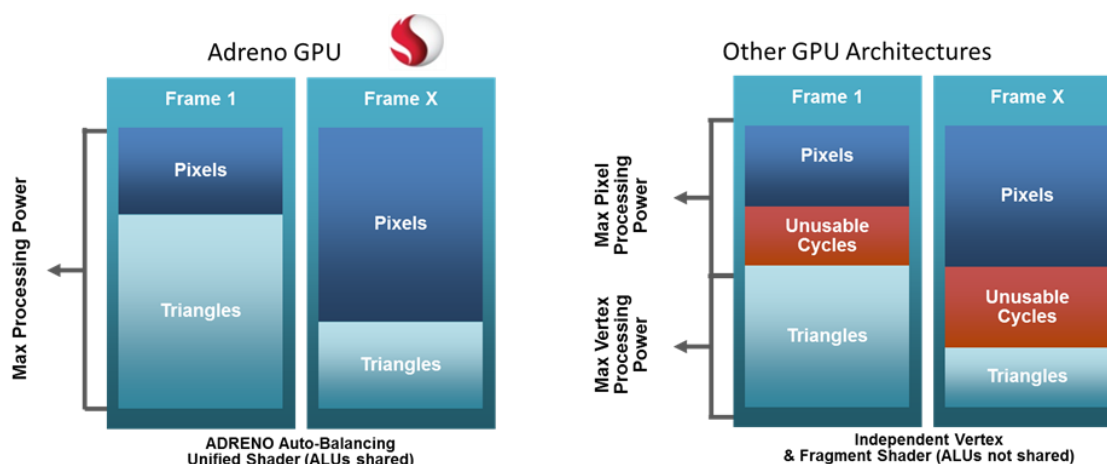 Adreno GPU
Frame 1
Frame X
Max Processing Power
Pixels
Triangles
Pixels
Triangles
ADRENO Auto-Balancing
Unified Shader (ALUs shared)
Other GPU Architectures
Frame 1
Frame X
Max Pixel
Processing
Power
Max Vertex
Processing
Power
Pixels
Unusable
Cycles
Triangles
Pixels
Unusable
Cycles
Triangles
Independent Vertex
& Fragment Shader (ALUs not shared)